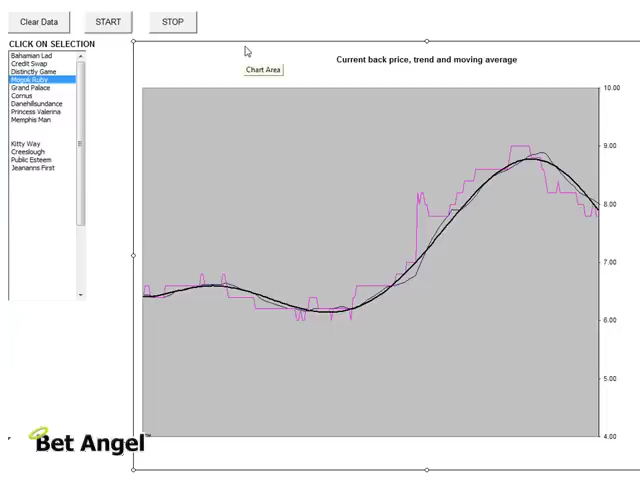 Clear Data
START
STOP
CLICK ON SELECTION
Bahamian Lad
Credit Swap
Distinctly Game
Mogok Ruby
Grand Palace
Cornus
Danehillsundance
Princess Valerina
Memphis Man
Kitty Way
Creeslough
Public Esteem
Jeananns First
Chart Area
Current back price, trend and moving average
10.00
9.00
8.00
7.00
6.00
5.00
4.00
Bet Angel™